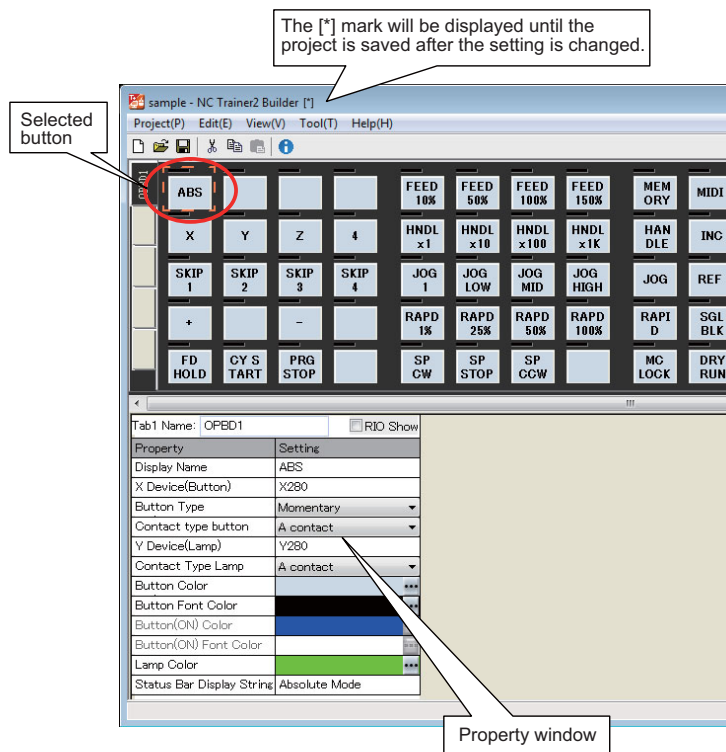 The [*] mark will be displayed until the
project is saved after the setting is changed.
sample - NC Trainer2 Builder [*]
Selected
button
Project(P) Edit(E) View(V) Tool(T) Help(H)
OPBD1
ABS FEED 10% FEED 50% FEED 100% FEED 150% MEM ORY MIDI
X Y Z 4 HNDL x1 HNDL x10 HNDL x100 HNDL x1K HAN DLE INC
SKIP 1 SKIP 2 SKIP 3 SKIP 4 JOG 1 JOG LOW JOG MID JOG HIGH JOG REF
+ - RAPD 1% RAPD 25% RAPD 50% RAPD 100% RAPI D SGL BLK
FD HOLD CY S TART PRG STOP SP CW SP STOP SP CCW MC LOCK DRY RUN
Tab1 Name: OPBD1 RIO Show
Property Setting
Display Name ABS
X Device(Button) X280
Button Type Momentary
Contact type button A contact
Y Device(Lamp) Y280
Contact Type Lamp A contact
Button Color
Button Font Color
Button(ON) Color
Button(ON) Font Color
Lamp Color
Status Bar Display String Absolute Mode
Property window